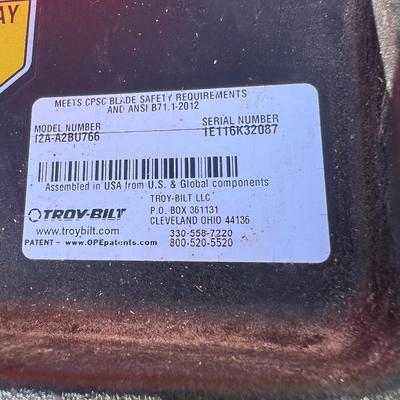 AY
MEETS CPSC BLADE SAFETY REQUIREMENTS
AND ANSI B71.1-2012
MODEL NUMBER SERIAL NUMBER
12A-A2BU766 1E116K32087
Assembled in USA from U.S. & Global components
TROY-BILT LLC
TROY-BILT P.O. BOX 361131
CLEVELAND OHIO 44136
www.troybilt.com 330-558-7220
PATENT - www.OPEpatents.com 800-520-5520